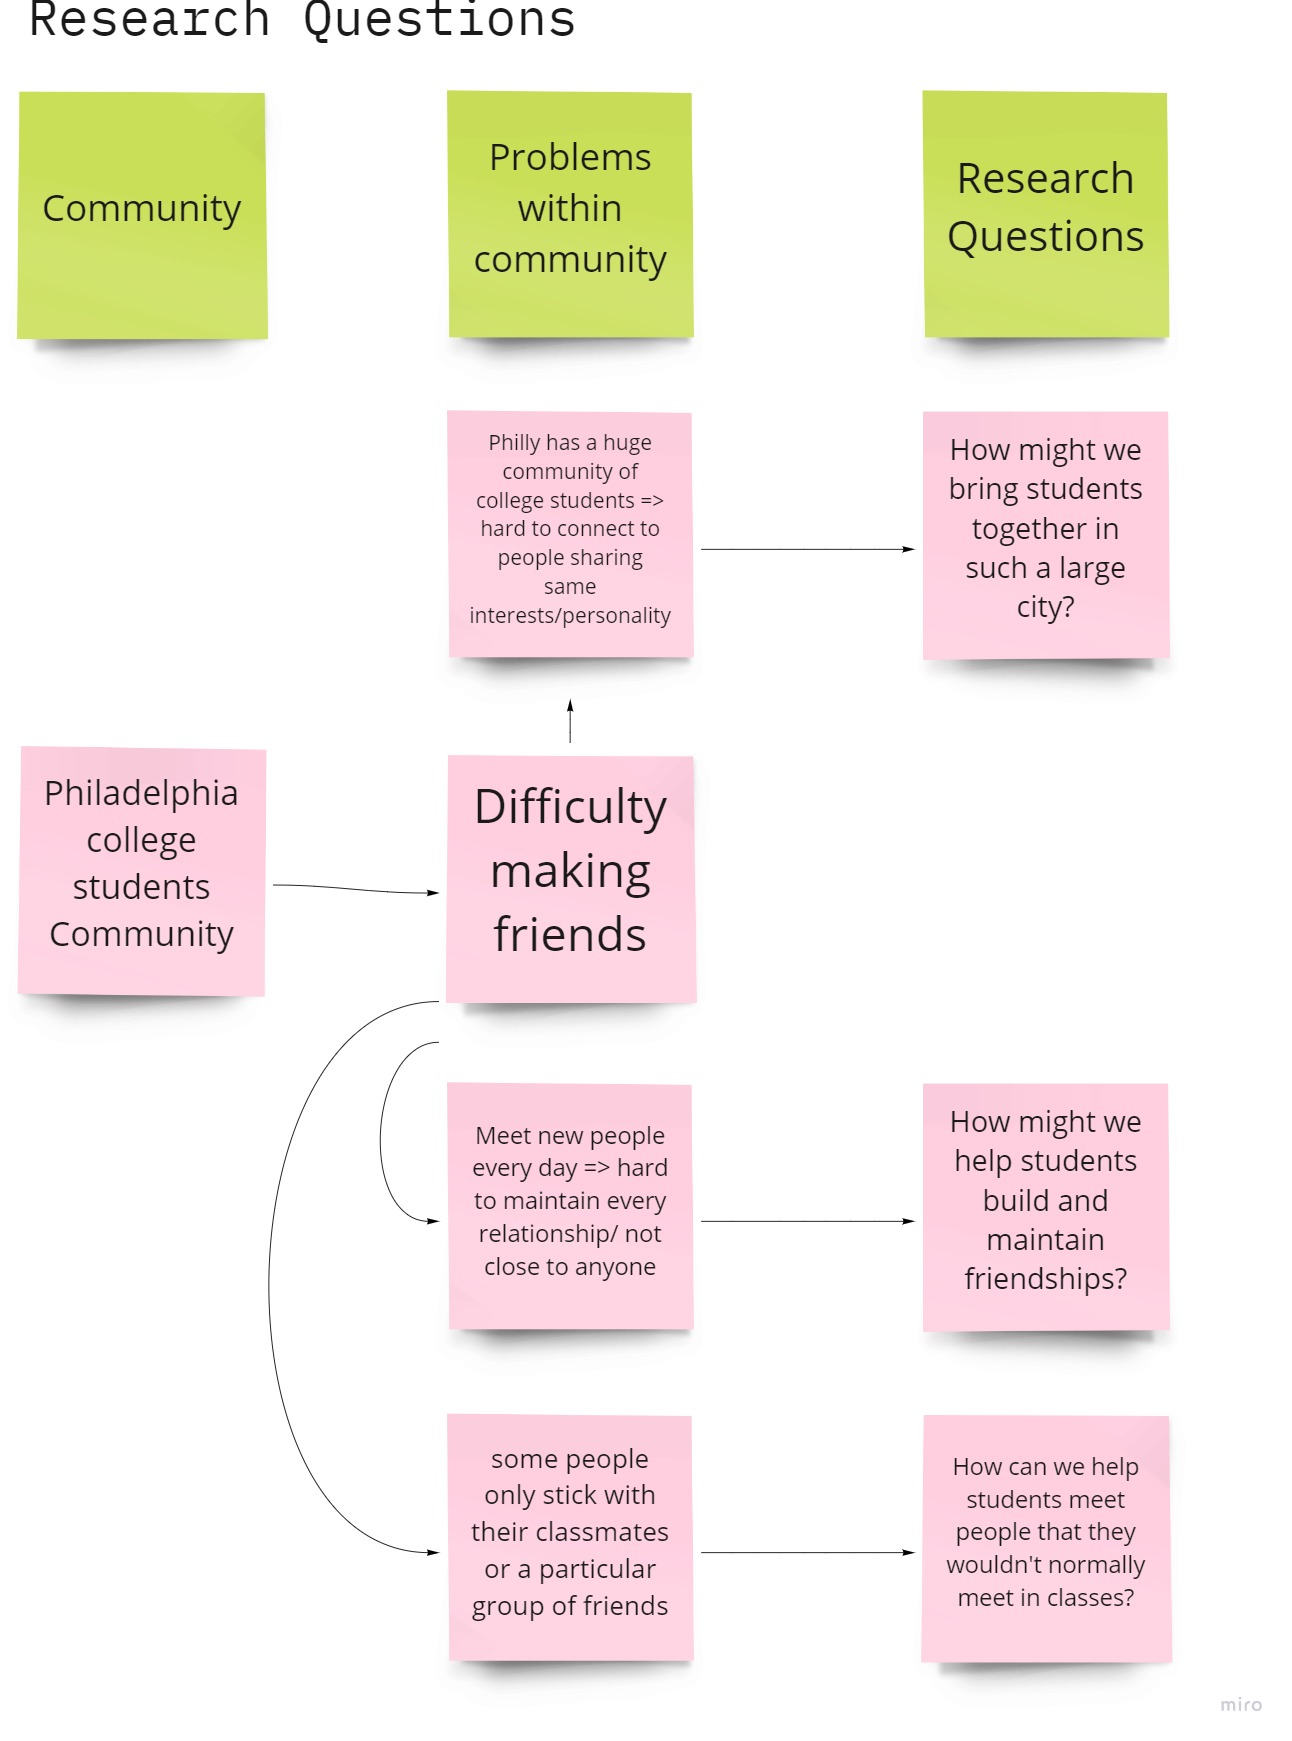 Research Questions
Community
Problems
within
community
Research
Questions
Philly has a huge
community of
college students =>
hard to connect to
people sharing
same
interests/personality
How might we
bring students
together in
such a large
city?
Philadelphia
college
students
Community
Difficulty
making
friends
Meet new people
every day => hard
to maintain every
relationship/ not
close to anyone
How might we
help students
build and
maintain
friendships?
some people
only stick with
their classmates
or a particular
group of friends
How can we help
students meet
people that they
wouldn't normally
meet in classes?
miro